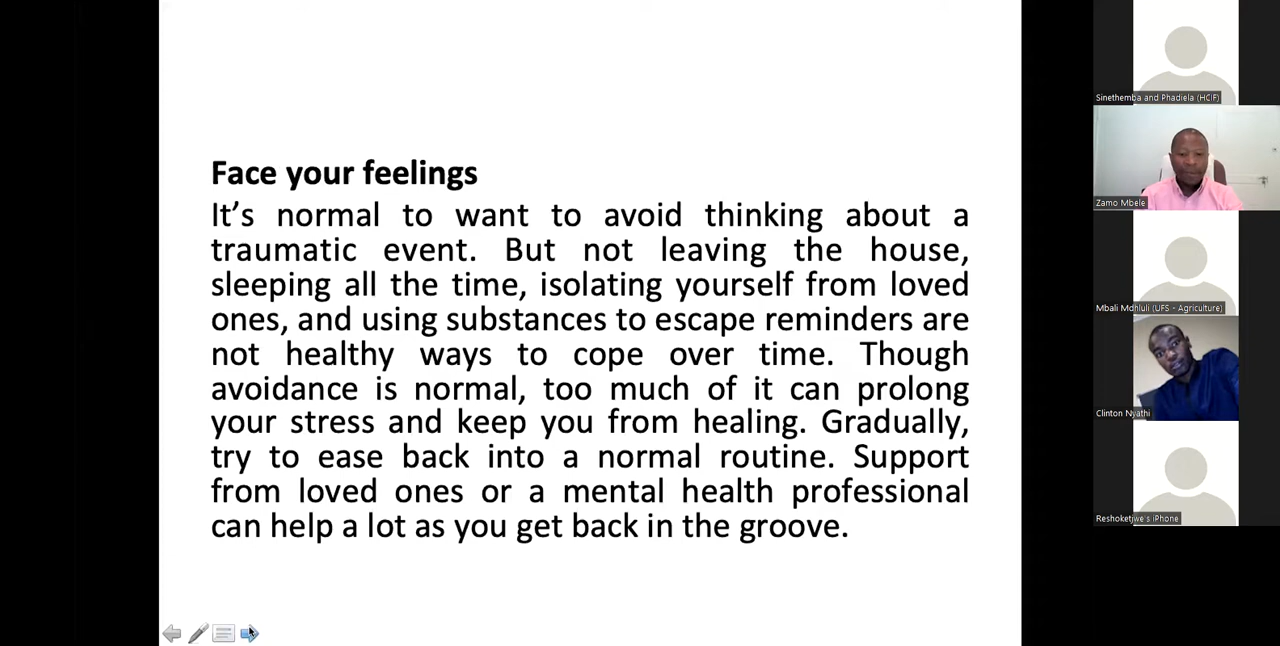 Face your feelings
It’s normal to want to avoid thinking about a
traumatic event. But not leaving the house,
sleeping all the time, isolating yourself from loved
ones, and using substances to escape reminders are
not healthy ways to cope over time. Though
avoidance is normal, too much of it can prolong
your stress and keep you from healing. Gradually,
try to ease back into a normal routine. Support
from loved ones or a mental health professional
can help a lot as you get back in the groove.
Sinethemba and Phadiela (HCIF)
Zamo Mbele
Mbali Mdhluli (UFS - Agriculture)
Clinton Nyathi
Reshoketjwe's iPhone